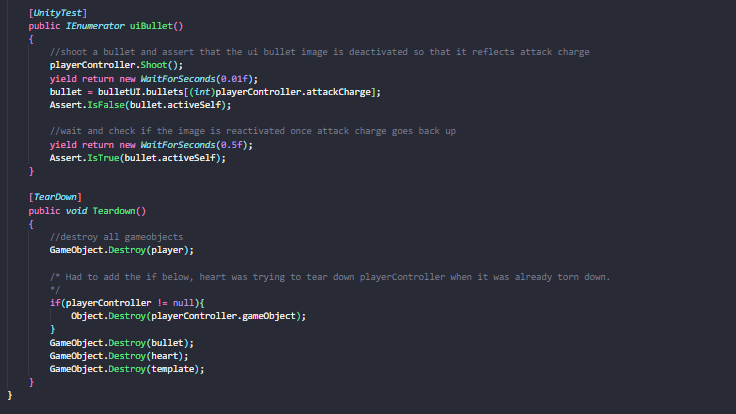 [UnityTest]
public IEnumerator uiBullet()
{
//shoot a bullet and assert that the ui bullet image is deactivated so that it reflects attack charge
playerController.Shoot();
yield return new WaitForSeconds(0.01f);
bullet = bulletUI.bullets[(int)playerController.attackCharge];
Assert.IsFalse(bullet.activeSelf);
//wait and check if the image is reactivated once attack charge goes back up
yield return new WaitForSeconds(0.5f);
Assert.IsTrue(bullet.activeSelf);
}
[TearDown]
public void Teardown()
{
//destroy all gameobjects
GameObject.Destroy(player);
/* Had to add the if below, heart was trying to tear down playerController when it was already torn down.
*/
if(playerController != null){
Object.Destroy(playerController.gameObject);
}
GameObject.Destroy(bullet);
GameObject.Destroy(heart);
GameObject.Destroy(template);
}
}